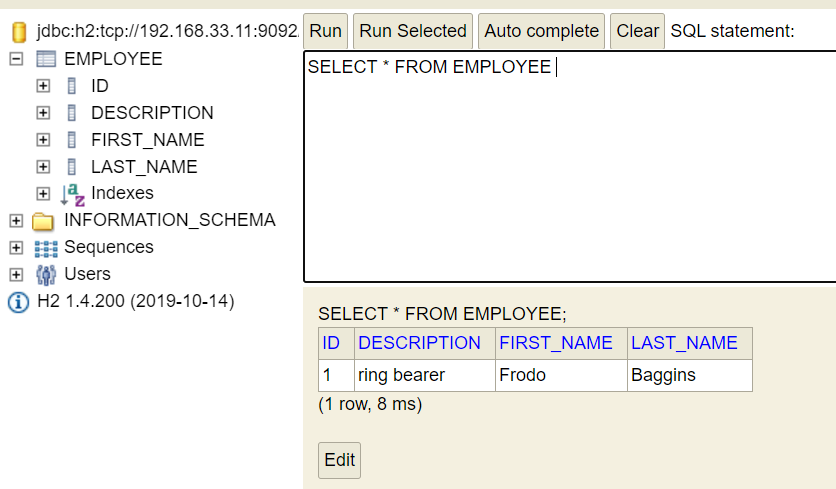 jdbc:h2:tcp://192.168.33.11:9092
EMPLOYEE
ID
DESCRIPTION
FIRST_NAME
LAST_NAME
Indexes
INFORMATION_SCHEMA
Sequences
Users
H2 1.4.200 (2019-10-14)
Run Run Selected Auto complete Clear SQL statement:
SELECT * FROM EMPLOYEE
SELECT * FROM EMPLOYEE;
ID DESCRIPTION FIRST_NAME LAST_NAME
1 ring bearer Frodo Baggins
(1 row, 8 ms)
Edit